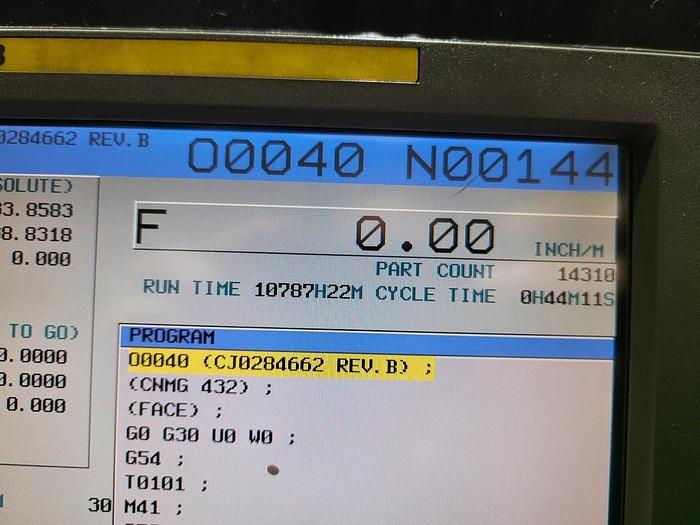 0284662 REV.B O0040 N00144
SOLUTE)
3.8583
8.8318
0.000
F 0.00 INCH/M
PART COUNT 14310
RUN TIME 10787H22M CYCLE TIME 0H44M11S
TO GO)
0.0000
0.0000
0.000
30
PROGRAM
O0040 (CJ0284662 REV.B) ;
(CNMG 432) ;
(FACE) ;
G0 G30 U0 W0 ;
G54 ;
T0101 ;
M41 ;